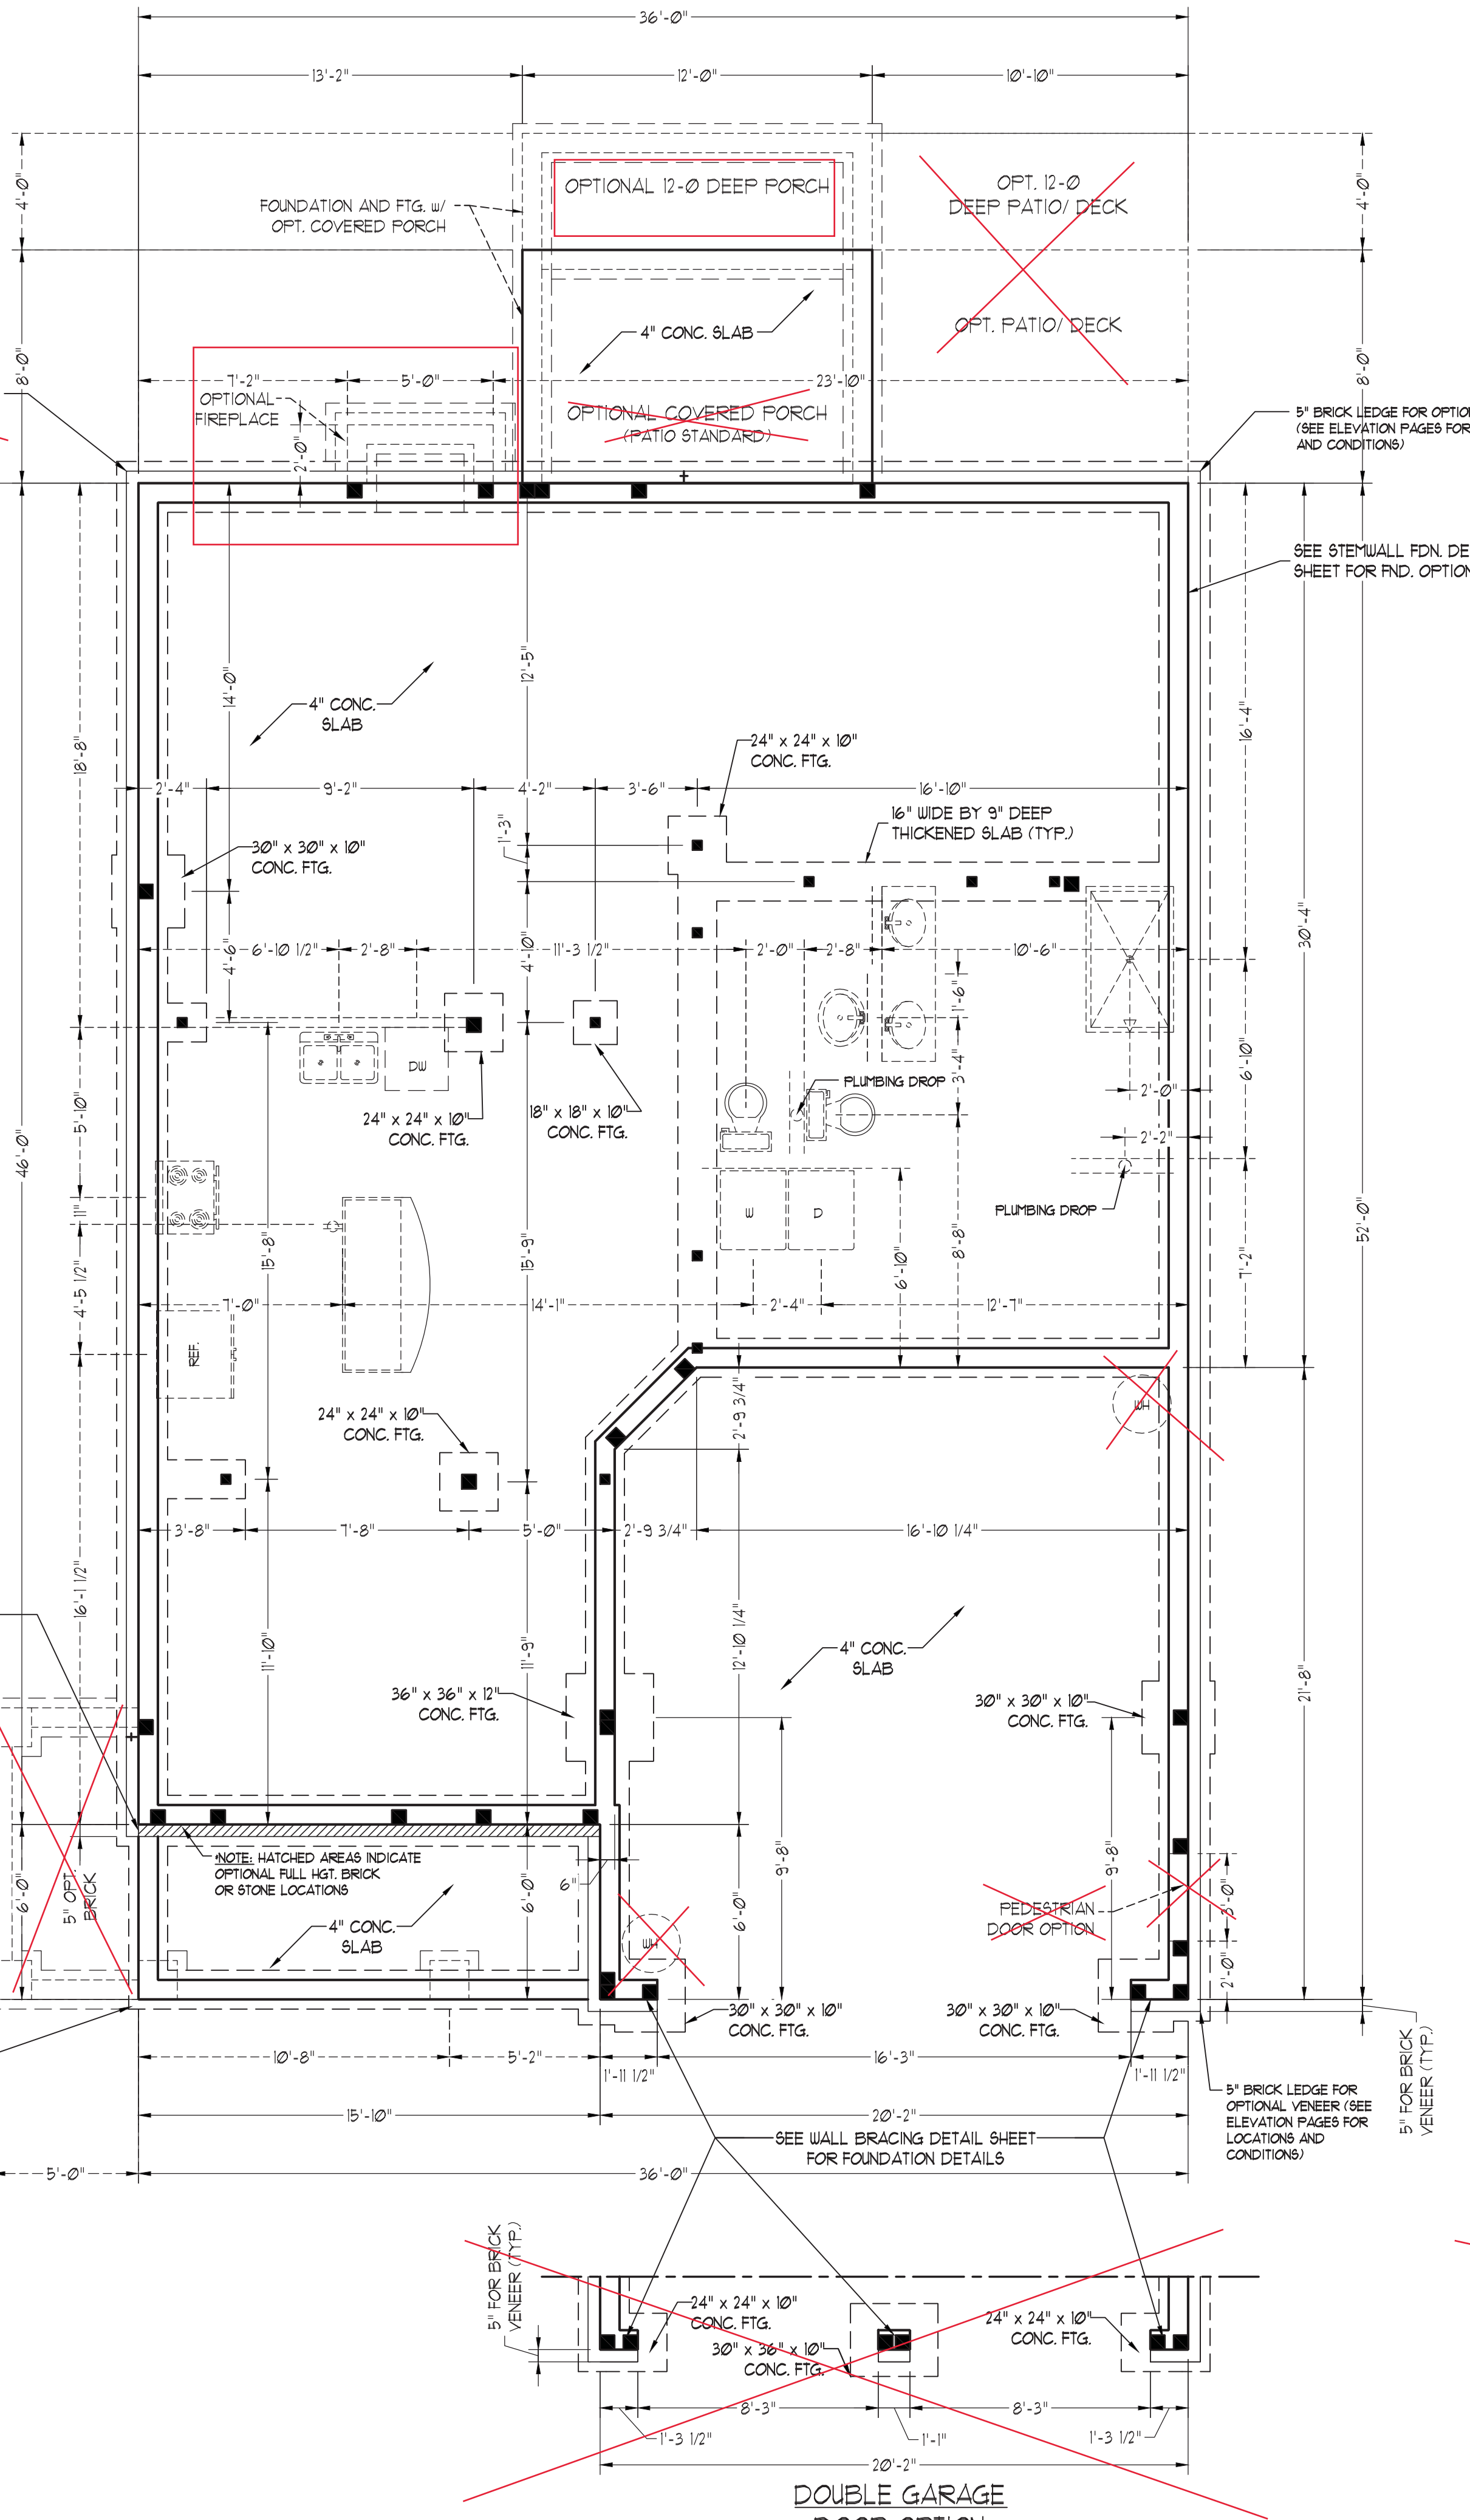 36'-0"
13'-2"
12'-0"
10'-10"
4'-0"
OPTIONAL 12-0 DEEP PORCH
OPT. 12-0
DEEP PATIO/ DECK
4'-0"
FOUNDATION AND FTG. w/
OPT. COVERED PORCH
OPT. PATIO/ DECK
4" CONC. SLAB
8'-0"
8'-0"
7'-2"
5'-0"
23'-10"
OPTIONAL
FIREPLACE
2'-0"
OPTIONAL COVERED PORCH
(PATIO STANDARD)
5" BRICK LEDGE FOR
(SEE ELEVATION PAGES FOR
AND CONDITIONS)
SEE STEMWALL FDN.
SHEET FOR FND.
14'-0"
12'-5"
4" CONC.
SLAB
18'-8"
16'-4"
24" x 24" x 10"
CONC. FTG.
2'-4"
9'-2"
4'-2"
3'-6"
16'-10"
1'-3"
16" WIDE BY 9" DEEP
THICKENED SLAB (TYP.)
30" x 30" x 10"
CONC. FTG.
30'-4"
4'-6"
6'-10 1/2"
2'-8"
4'-10"
11'-3 1/2"
2'-0"
2'-8"
10'-6"
1'-6"
3'-4"
6'-10"
DW
PLUMBING DROP
2'-0"
24" x 24" x 10"
CONC. FTG.
18" x 18" x 10"
CONC. FTG.
5'-10"
46'-0"
2'-2"
11"
W
D
PLUMBING DROP
52'-0"
15'-8"
15'-9"
6'-10"
8'-8"
7'-2"
4'-5 1/2"
7'-0"
14'-1"
2'-4"
12'-7"
REF.
WH
2'-9 3/4"
24" x 24" x 10"
CONC. FTG.
3'-8"
7'-8"
5'-0"
2'-9 3/4"
16'-10 1/4"
16'-1 1/2"
11'-10"
11'-9"
12'-10 1/4"
4" CONC.
SLAB
21'-8"
36" x 36" x 12"
CONC. FTG.
30" x 30" x 10"
CONC. FTG.
*NOTE: HATCHED AREAS INDICATE
OPTIONAL FULL HGT. BRICK
OR STONE LOCATIONS
6'-0"
5" OPT.
BRICK
6'-0"
6"
6'-0"
9'-8"
9'-8"
PEDESTRIAN
DOOR OPTION
3'-0"
4" CONC.
SLAB
WH
2'-0"
30" x 30" x 10"
CONC. FTG.
30" x 30" x 10"
CONC. FTG.
10'-8"
5'-2"
1'-11 1/2"
16'-3"
1'-11 1/2"
5" FOR BRICK
VENEER (TYP.)
15'-10"
20'-2"
5" BRICK LEDGE FOR
OPTIONAL VENEER (SEE
ELEVATION PAGES FOR
LOCATIONS AND
CONDITIONS)
SEE WALL BRACING DETAIL SHEET
FOR FOUNDATION DETAILS
5'-0"
36'-0"
5" FOR BRICK
VENEER (TYP.)
24" x 24" x 10"
CONC. FTG.
24" x 24" x 10"
CONC. FTG.
30" x 36" x 10"
CONC. FTG.
8'-3"
8'-3"
1'-3 1/2"
1'-1"
1'-3 1/2"
20'-2"
DOUBLE GARAGE
DOOR OPTION